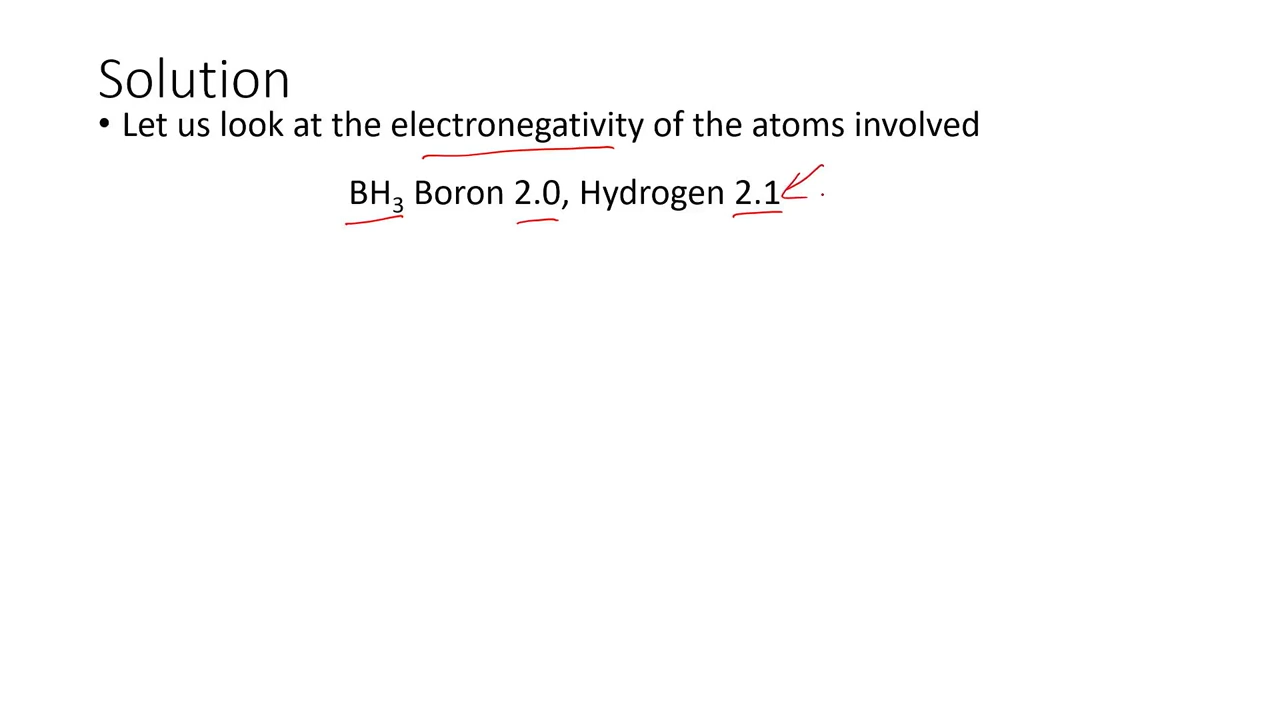 Solution
• Let us look at the electronegativity of the atoms involved
BH₃ Boron 2.0, Hydrogen 2.1